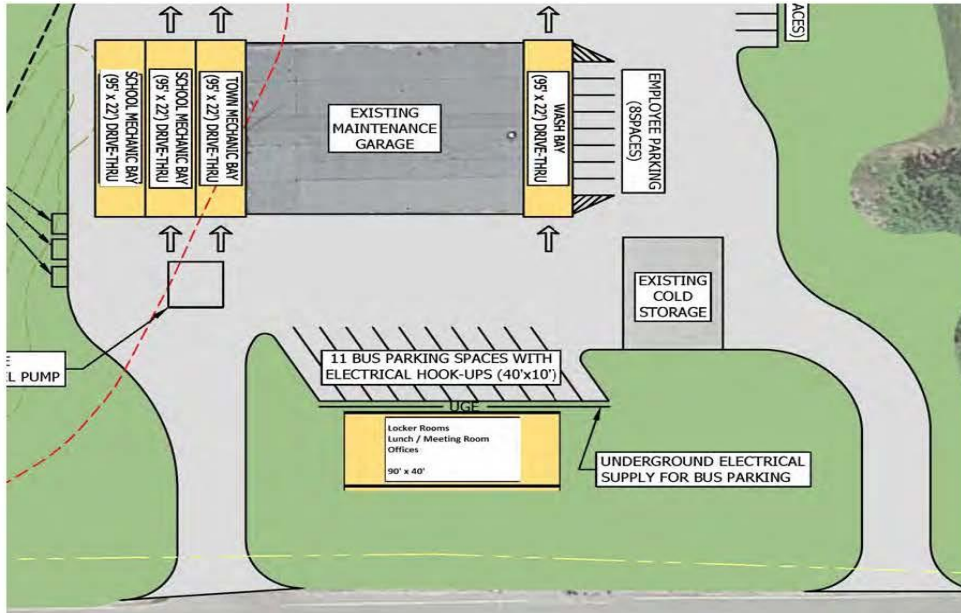 SCHOOL MECHANIC BAY
(95' x 22') DRIVE-THRU
SCHOOL MECHANIC BAY
(95' x 22') DRIVE-THRU
TOWN MECHANIC BAY
(95' x 22') DRIVE-THRU
EXISTING
MAINTENANCE
GARAGE
WASH BAY
(95' x 22') DRIVE-THRU
EMPLOYEE PARKING
(8SPACES)
ACES)
EXISTING
COLD
STORAGE
E
EL PUMP
11 BUS PARKING SPACES WITH
ELECTRICAL HOOK-UPS (40'x10')
UGE
Locker Rooms
Lunch / Meeting Room
Offices
90' x 40'
UNDERGROUND ELECTRICAL
SUPPLY FOR BUS PARKING